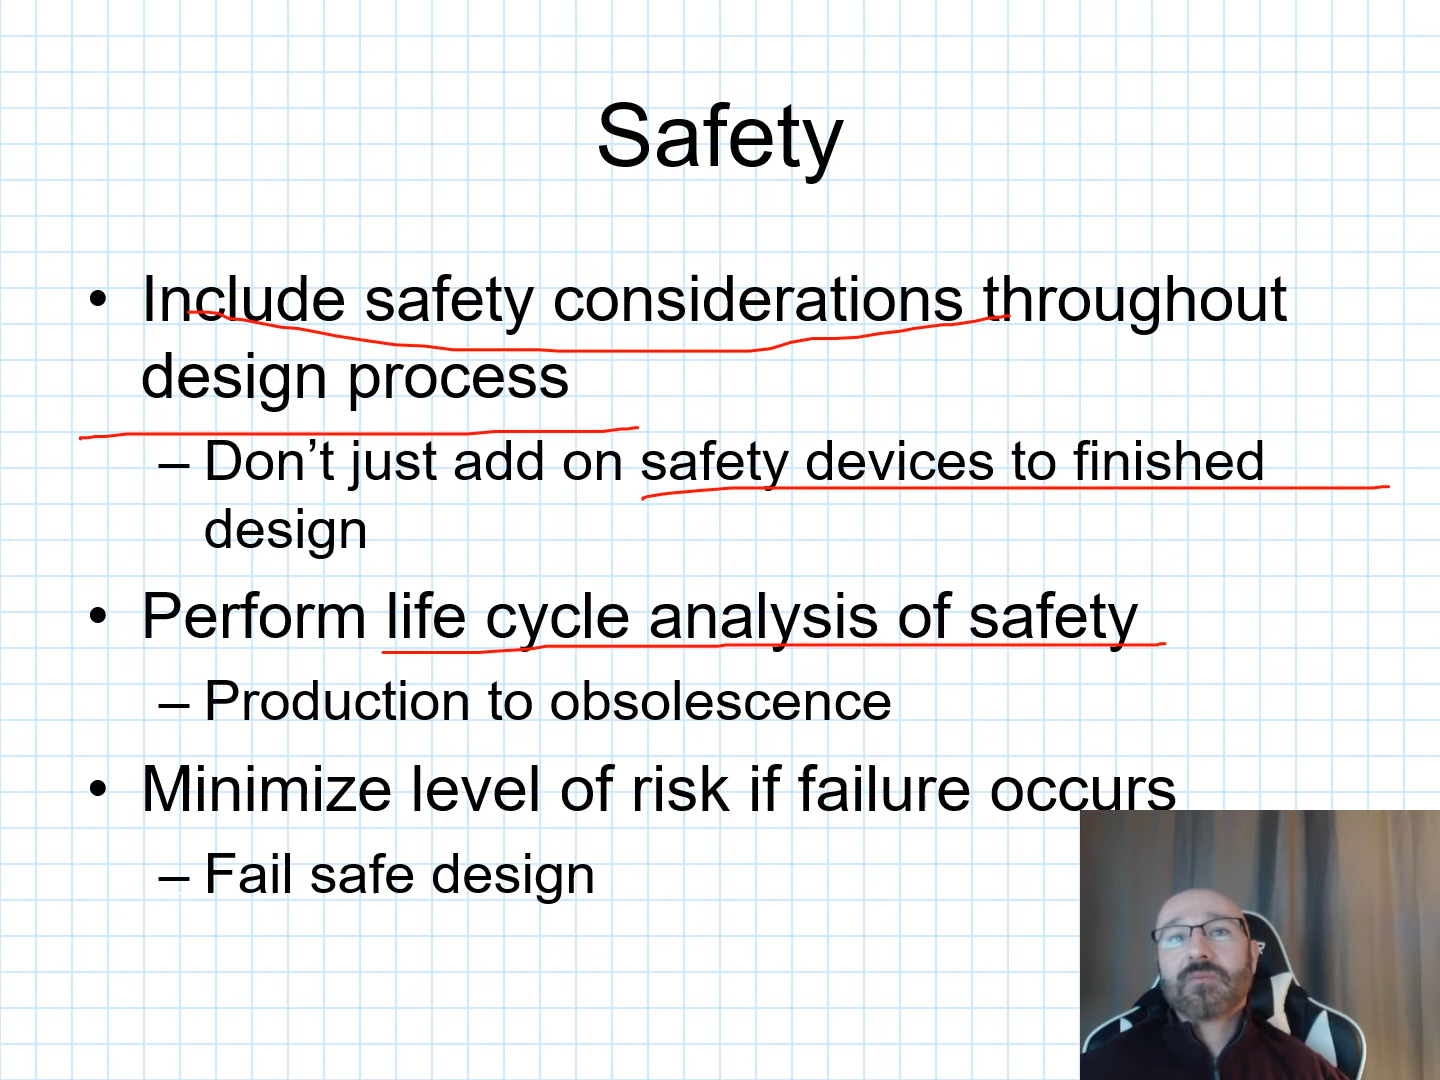 Safety
• Include safety considerations throughout
design process
– Don’t just add on safety devices to finished
design
• Perform life cycle analysis of safety
– Production to obsolescence
• Minimize level of risk if failure occurs
– Fail safe design